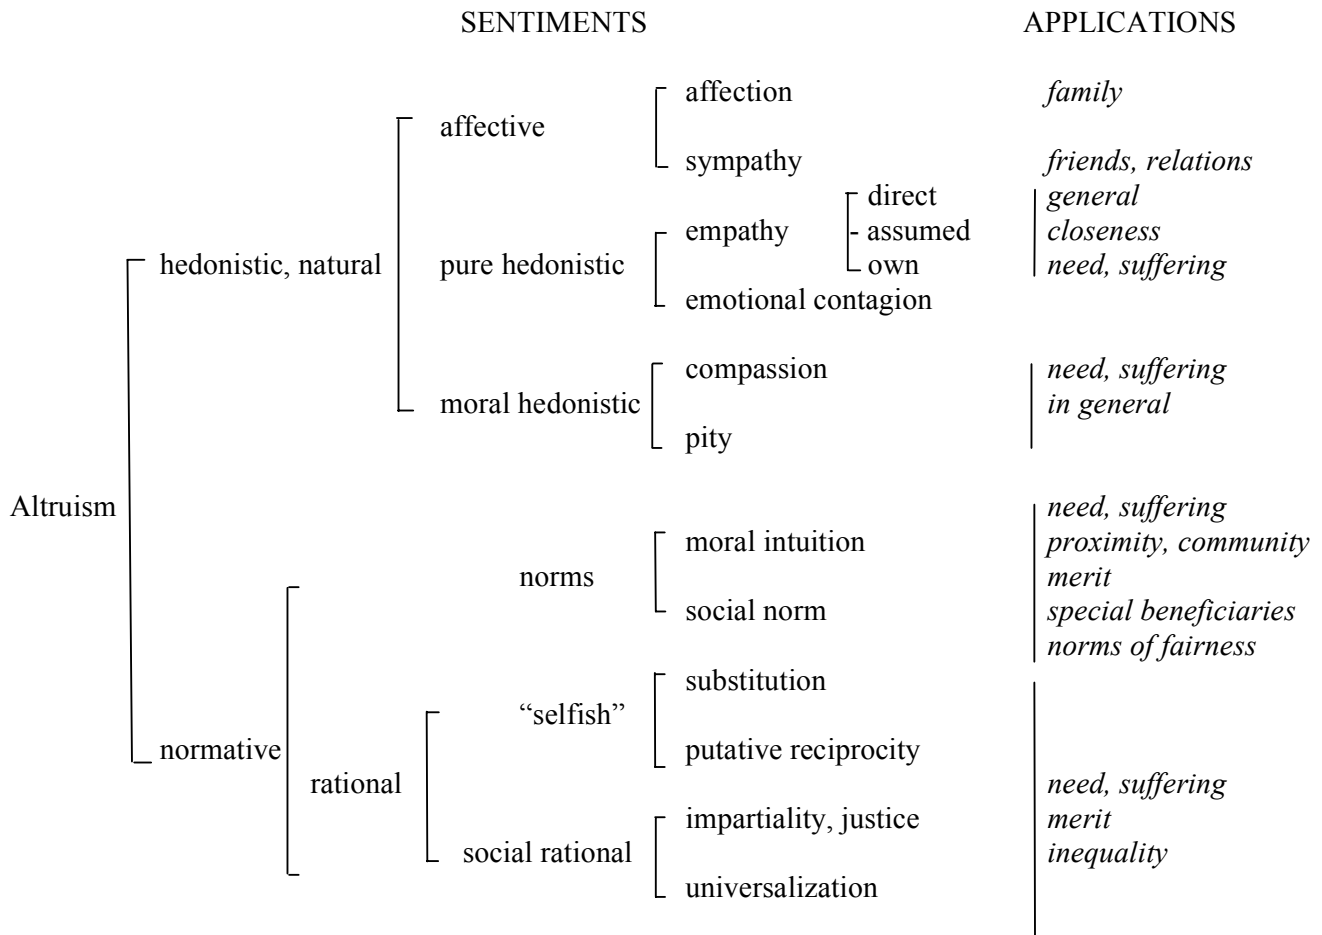 SENTIMENTS APPLICATIONS
affection family
affective
sympathy friends, relations
direct general
empathy - assumed closeness
hedonistic, natural pure hedonistic own need, suffering
emotional contagion
compassion need, suffering
moral hedonistic in general
pity
Altruism need, suffering
moral intuition proximity, community
norms merit
social norm special beneficiaries
norms of fairness
substitution
“selfish”
normative putative reciprocity
rational need, suffering
impartiality, justice merit
social rational inequality
universalization